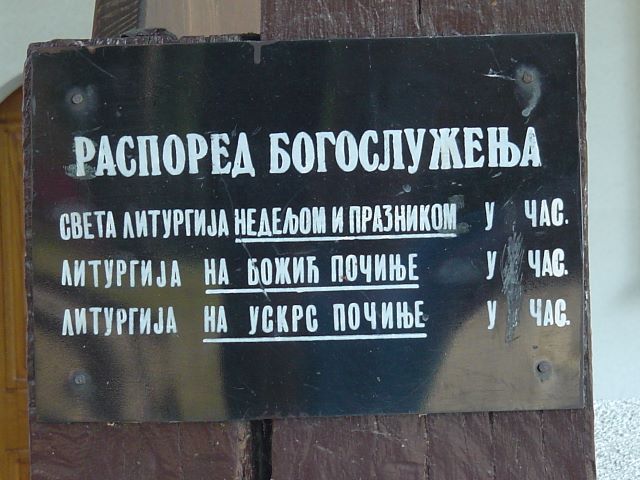 РАСПОРЕД БОГОСЛУЖЕЊА
СВЕТА ЛИТУРГИЈА НЕДЕЉОМ И ПРАЗНИКОМ У ЧАС.
ЛИТУРГИЈА НА БОЖИЋ ПОЧИЊЕ У ЧАС.
ЛИТУРГИЈА НА УСКРС ПОЧИЊЕ У ЧАС.